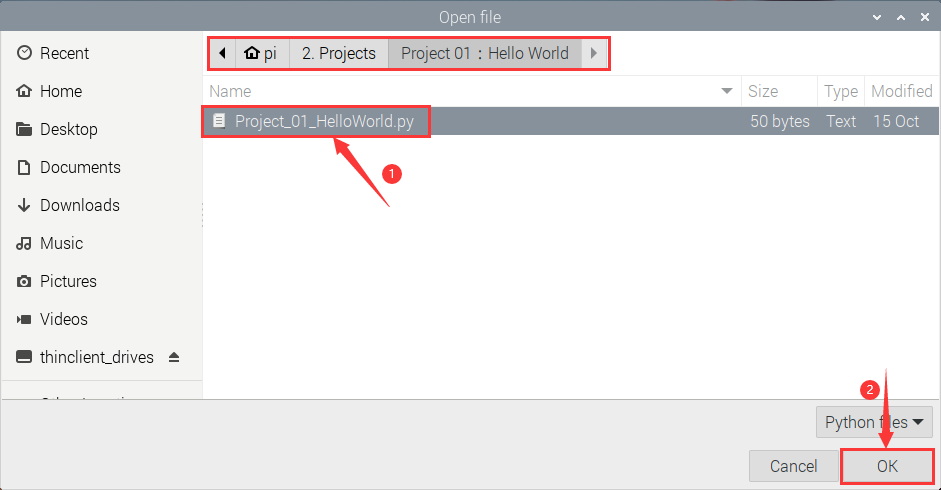 Open file
Recent
Home
Desktop
Documents
Downloads
Music
Pictures
Videos
thinclient_drives
pi 2. Projects Project 01：Hello World
Name Size Type Modified
Project_01_HelloWorld.py 50 bytes Text 15 Oct
1
2
Python files
Cancel OK